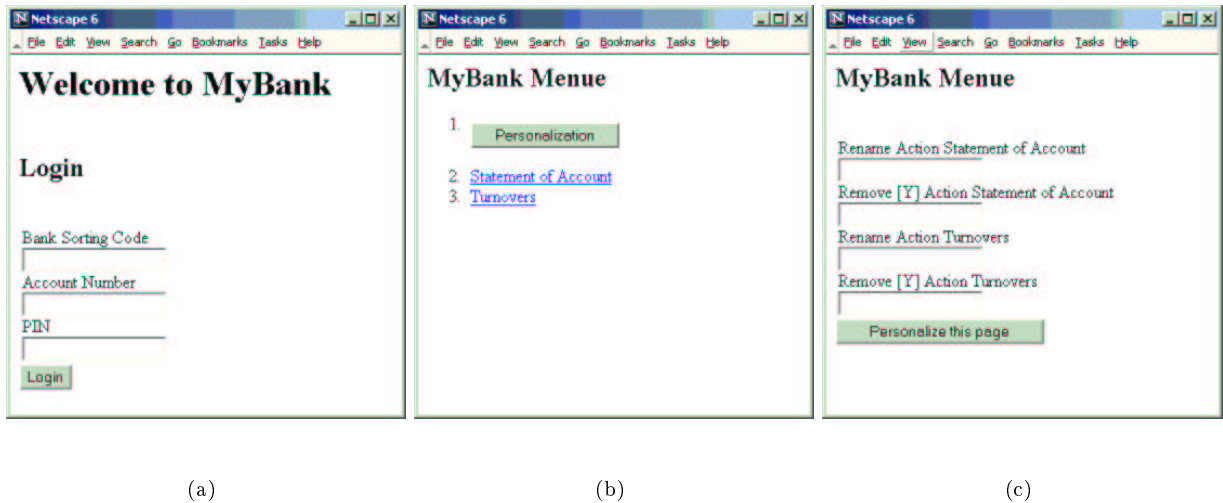 Netscape 6
File Edit View Search Go Bookmarks Tasks Help
Welcome to MyBank
Login
Bank Sorting Code
Account Number
PIN
Login
(a)
Netscape 6
File Edit View Search Go Bookmarks Tasks Help
MyBank Menue
1. Personalization
2. Statement of Account
3. Turnovers
(b)
Netscape 6
File Edit View Search Go Bookmarks Tasks Help
MyBank Menue
Rename Action Statement of Account
Remove [Y] Action Statement of Account
Rename Action Turnovers
Remove [Y] Action Turnovers
Personalize this page
(c)